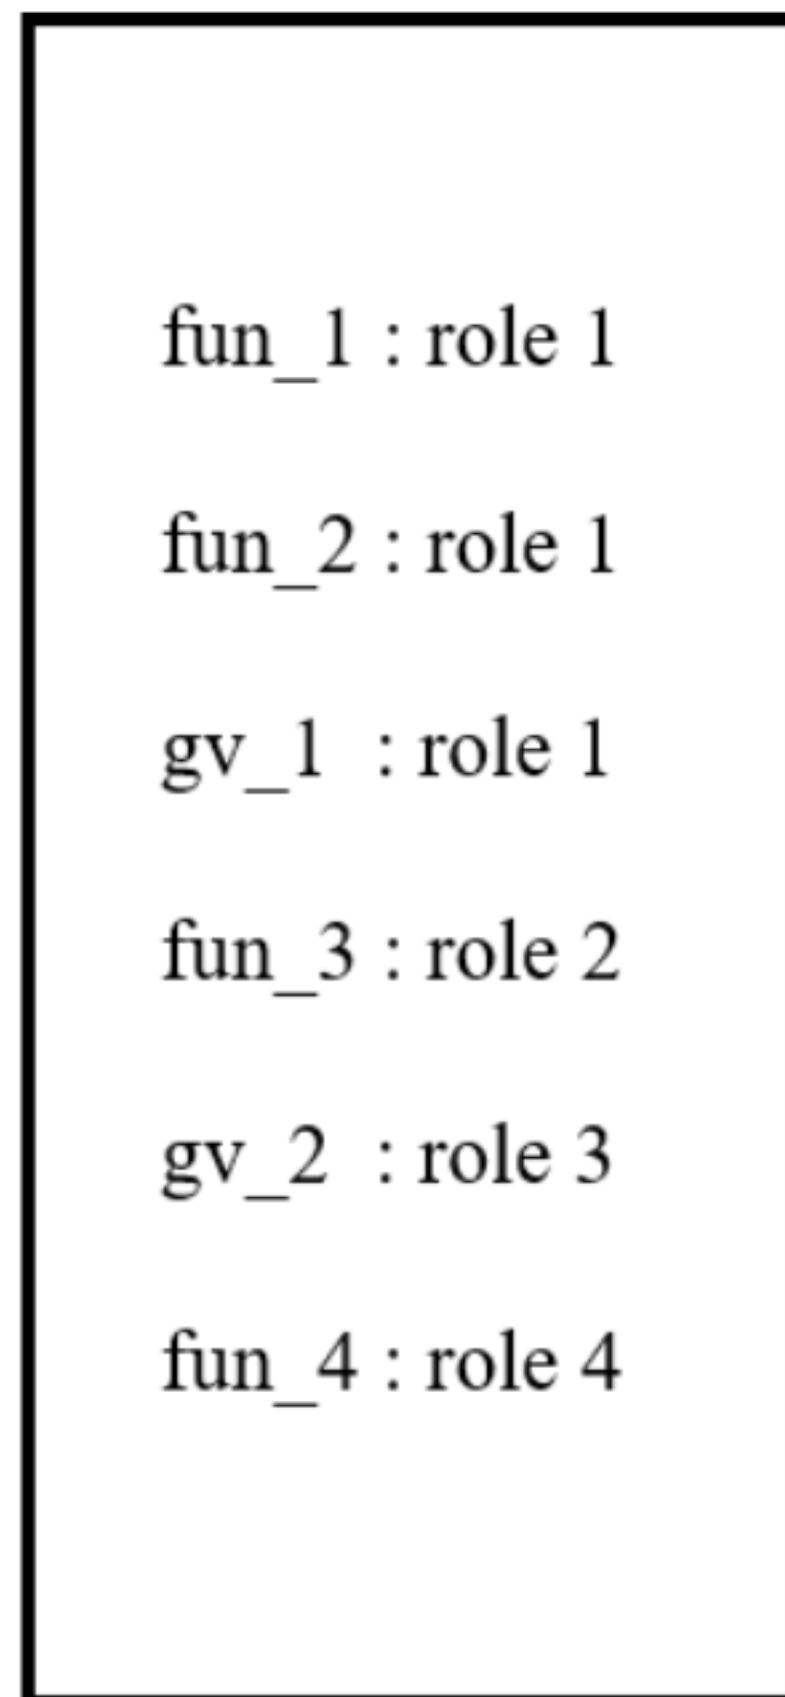 fun_1 : role 1
fun_2 : role 1
gv_1 : role 1
fun_3 : role 2
gv_2 : role 3
fun_4 : role 4